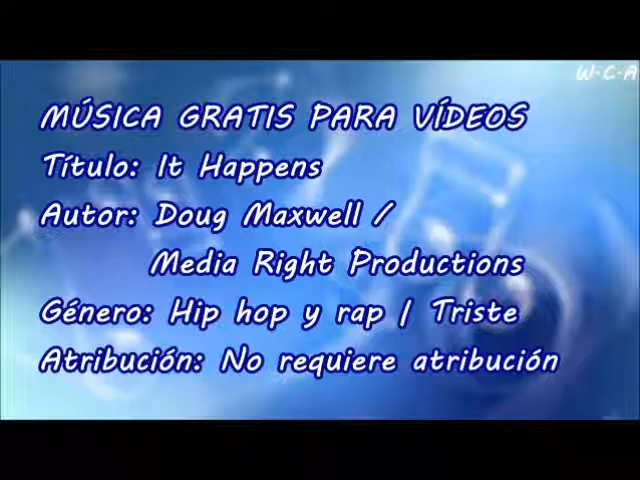 W-C-A
MÚSICA GRATIS PARA VÍDEOS
Título: It Happens
Autor: Doug Maxwell /
Media Right Productions
Género: Hip hop y rap | Triste
Atribución: No requiere atribución